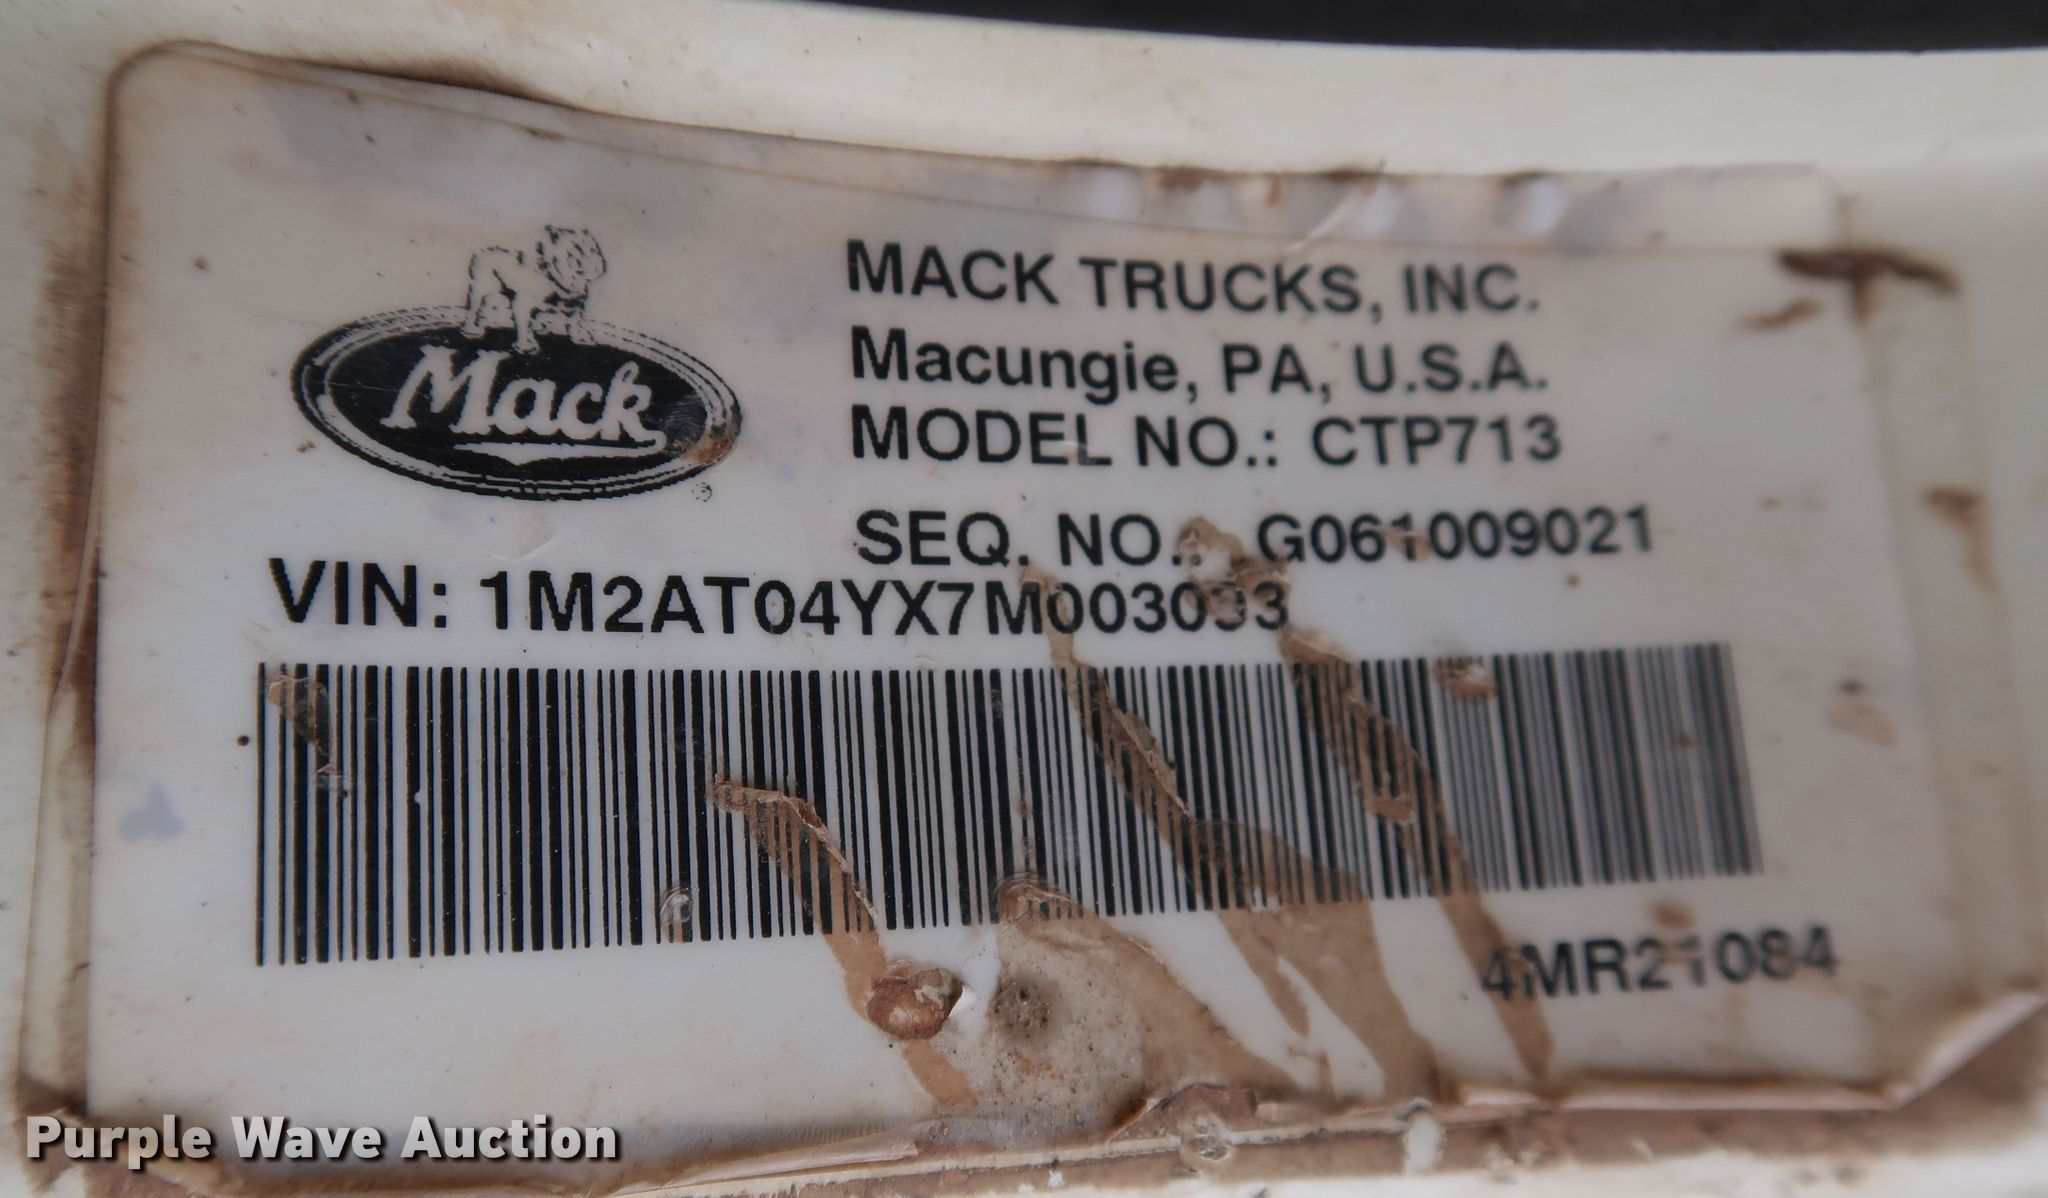 MACK TRUCKS, INC.
Macungie, PA, U.S.A.
MODEL NO.: CTP713
Mack ®
SEQ. NO.: G061009021
VIN: 1M2AT04YX7M003093
4MR21084
Purple Wave Auction